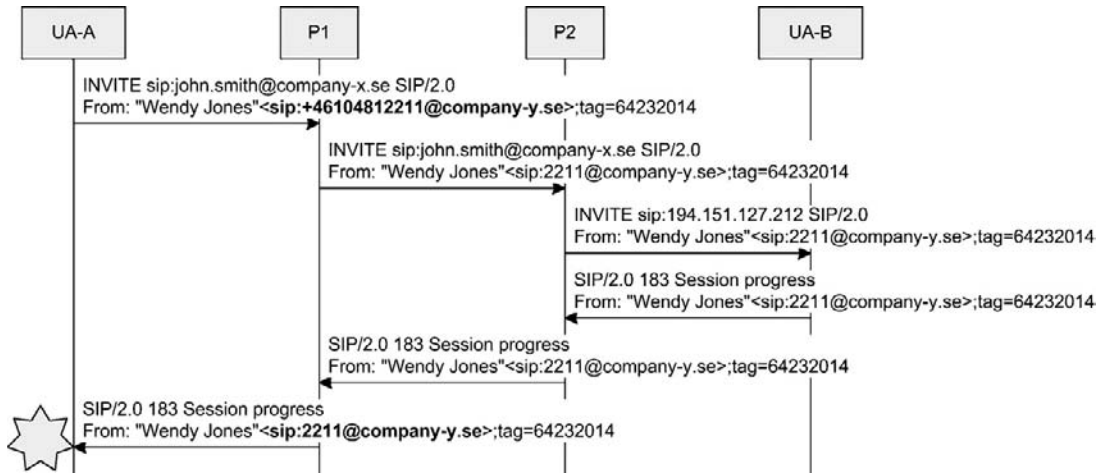 UA-A
P1
P2
UA-B
INVITE sip:john.smith@company-x.se SIP/2.0
From: "Wendy Jones"<sip:+46104812211@company-y.se>;tag=64232014
INVITE sip:john.smith@company-x.se SIP/2.0
From: "Wendy Jones"<sip:2211@company-y.se>;tag=64232014
INVITE sip:194.151.127.212 SIP/2.0
From: "Wendy Jones"<sip:2211@company-y.se>;tag=64232014
SIP/2.0 183 Session progress
From: "Wendy Jones"<sip:2211@company-y.se>;tag=64232014
SIP/2.0 183 Session progress
From: "Wendy Jones"<sip:2211@company-y.se>;tag=64232014
SIP/2.0 183 Session progress
From: "Wendy Jones"<sip:2211@company-y.se>;tag=64232014